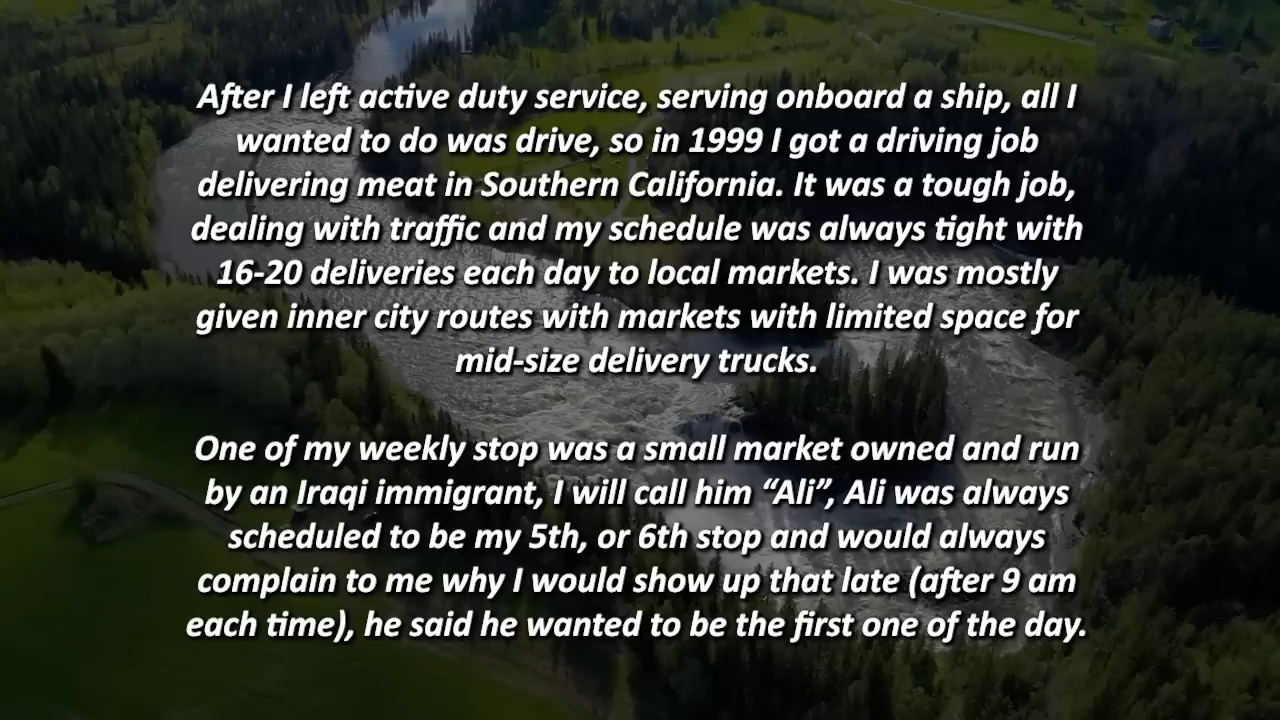 After I left active duty service, serving onboard a ship, all I
wanted to do was drive, so in 1999 I got a driving job
delivering meat in Southern California. It was a tough job,
dealing with traffic and my schedule was always tight with
16-20 deliveries each day to local markets. I was mostly
given inner city routes with markets with limited space for
mid-size delivery trucks.
One of my weekly stop was a small market owned and run
by an Iraqi immigrant, I will call him “Ali”, Ali was always
scheduled to be my 5th, or 6th stop and would always
complain to me why I would show up that late (after 9 am
each time), he said he wanted to be the first one of the day.